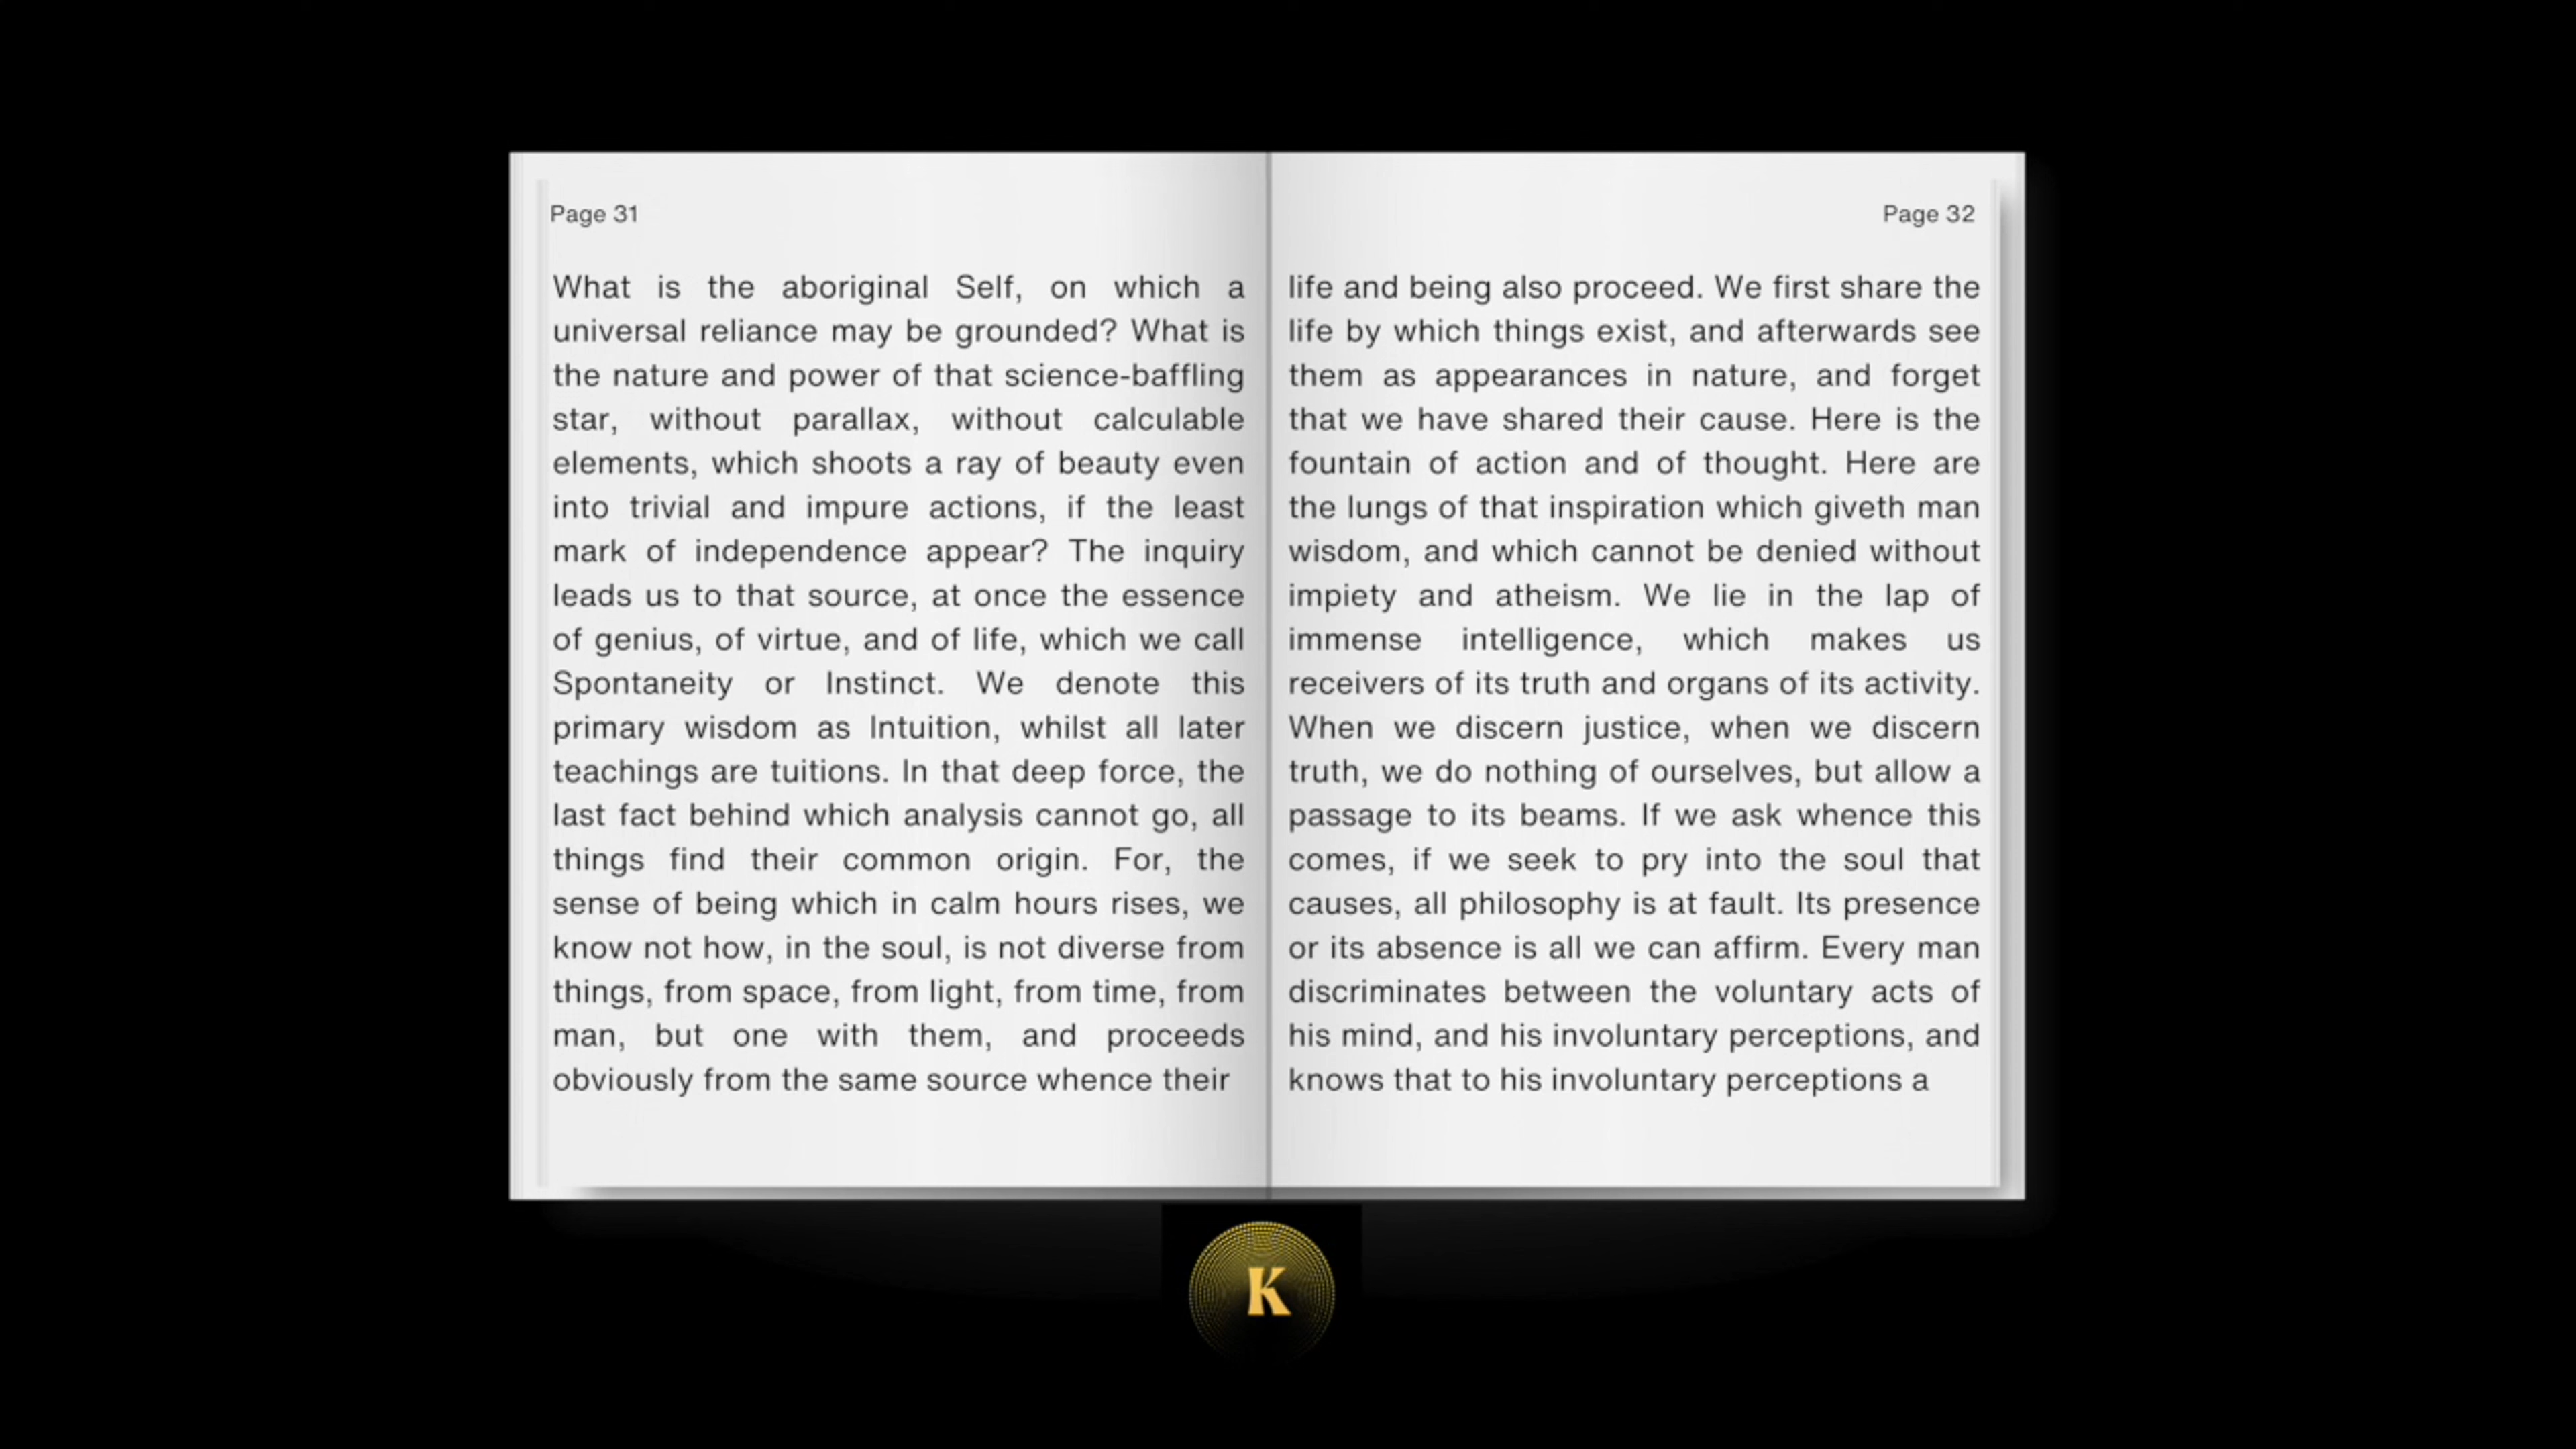 Page 31
What is the aboriginal Self, on which a
universal reliance may be grounded? What is
the nature and power of that science-baffling
star, without parallax, without calculable
elements, which shoots a ray of beauty even
into trivial and impure actions, if the least
mark of independence appear? The inquiry
leads us to that source, at once the essence
of genius, of virtue, and of life, which we call
Spontaneity or Instinct. We denote this
primary wisdom as Intuition, whilst all later
teachings are tuitions. In that deep force, the
last fact behind which analysis cannot go, all
things find their common origin. For, the
sense of being which in calm hours rises, we
know not how, in the soul, is not diverse from
things, from space, from light, from time, from
man, but one with them, and proceeds
obviously from the same source whence their
Page 32
life and being also proceed. We first share the
life by which things exist, and afterwards see
them as appearances in nature, and forget
that we have shared their cause. Here is the
fountain of action and of thought. Here are
the lungs of that inspiration which giveth man
wisdom, and which cannot be denied without
impiety and atheism. We lie in the lap of
immense intelligence, which makes us
receivers of its truth and organs of its activity.
When we discern justice, when we discern
truth, we do nothing of ourselves, but allow a
passage to its beams. If we ask whence this
comes, if we seek to pry into the soul that
causes, all philosophy is at fault. Its presence
or its absence is all we can affirm. Every man
discriminates between the voluntary acts of
his mind, and his involuntary perceptions, and
knows that to his involuntary perceptions a
K